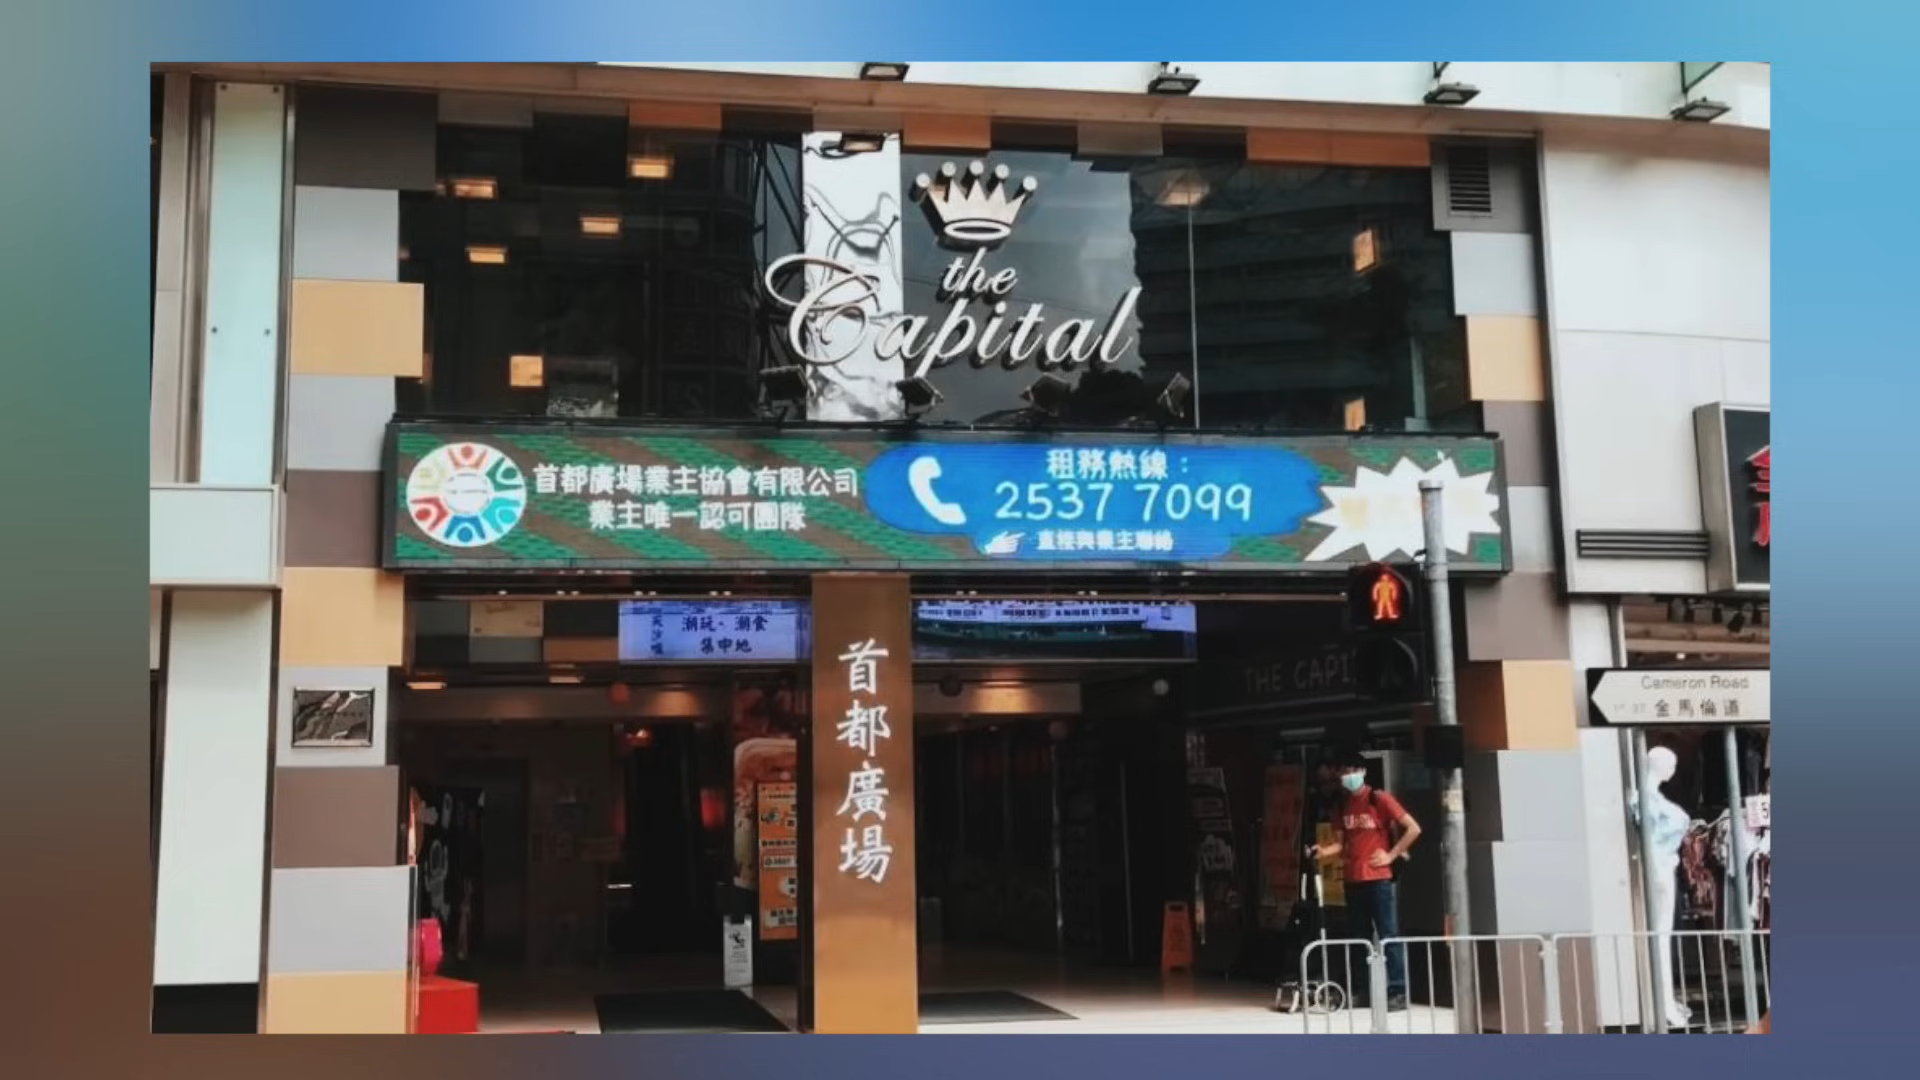 the
Capital
首都廣場業主協會有限公司
業主唯一認可團隊
租務熱線：
2537 7099
直接與業主聯絡
潮玩、潮食
集中地
首都廣場
THE CAPI
Cameron Road
金馬倫道